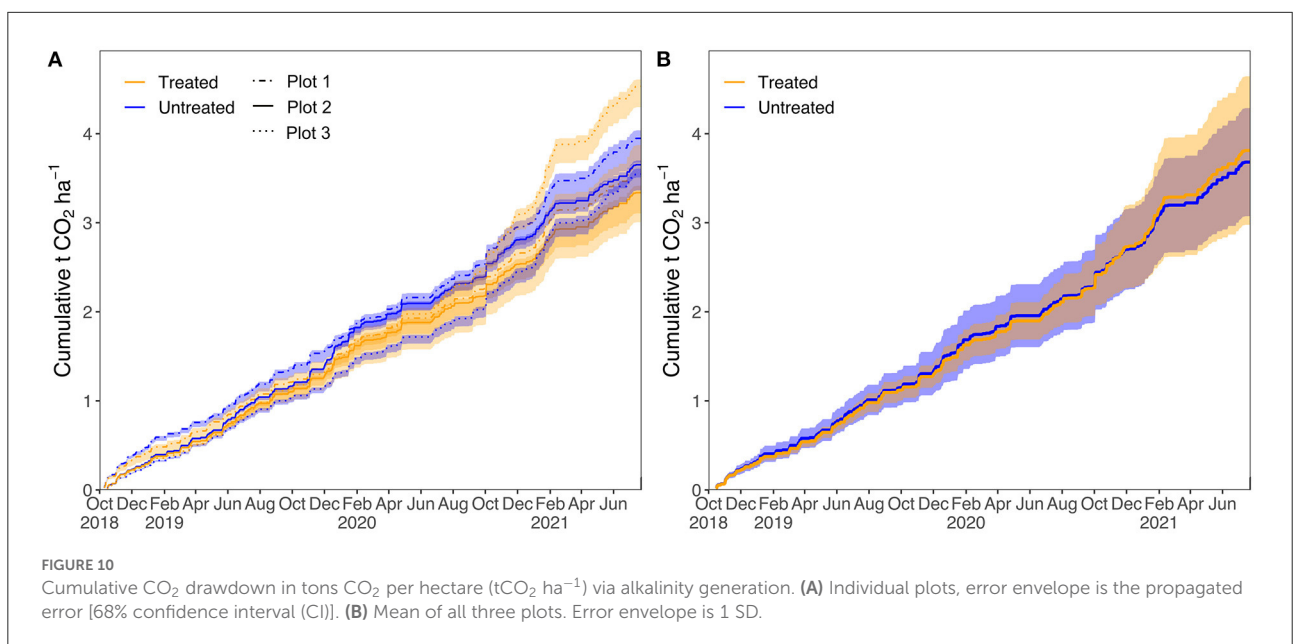 A
Treated
Untreated
Plot 1
Plot 2
Plot 3
Cumulative t CO₂ ha⁻¹
4
3
2
1
0
Oct Dec Feb Apr Jun Aug Oct Dec Feb Apr Jun Aug Oct Dec Feb Apr Jun
2018 2019 2020 2021
B
Treated
Untreated
Cumulative t CO₂ ha⁻¹
4
3
2
1
0
Oct Dec Feb Apr Jun Aug Oct Dec Feb Apr Jun Aug Oct Dec Feb Apr Jun
2018 2019 2020 2021
FIGURE 10
Cumulative CO₂ drawdown in tons CO₂ per hectare (tCO₂ ha⁻¹) via alkalinity generation. (A) Individual plots, error envelope is the propagated
error [68% confidence interval (CI)]. (B) Mean of all three plots. Error envelope is 1 SD.